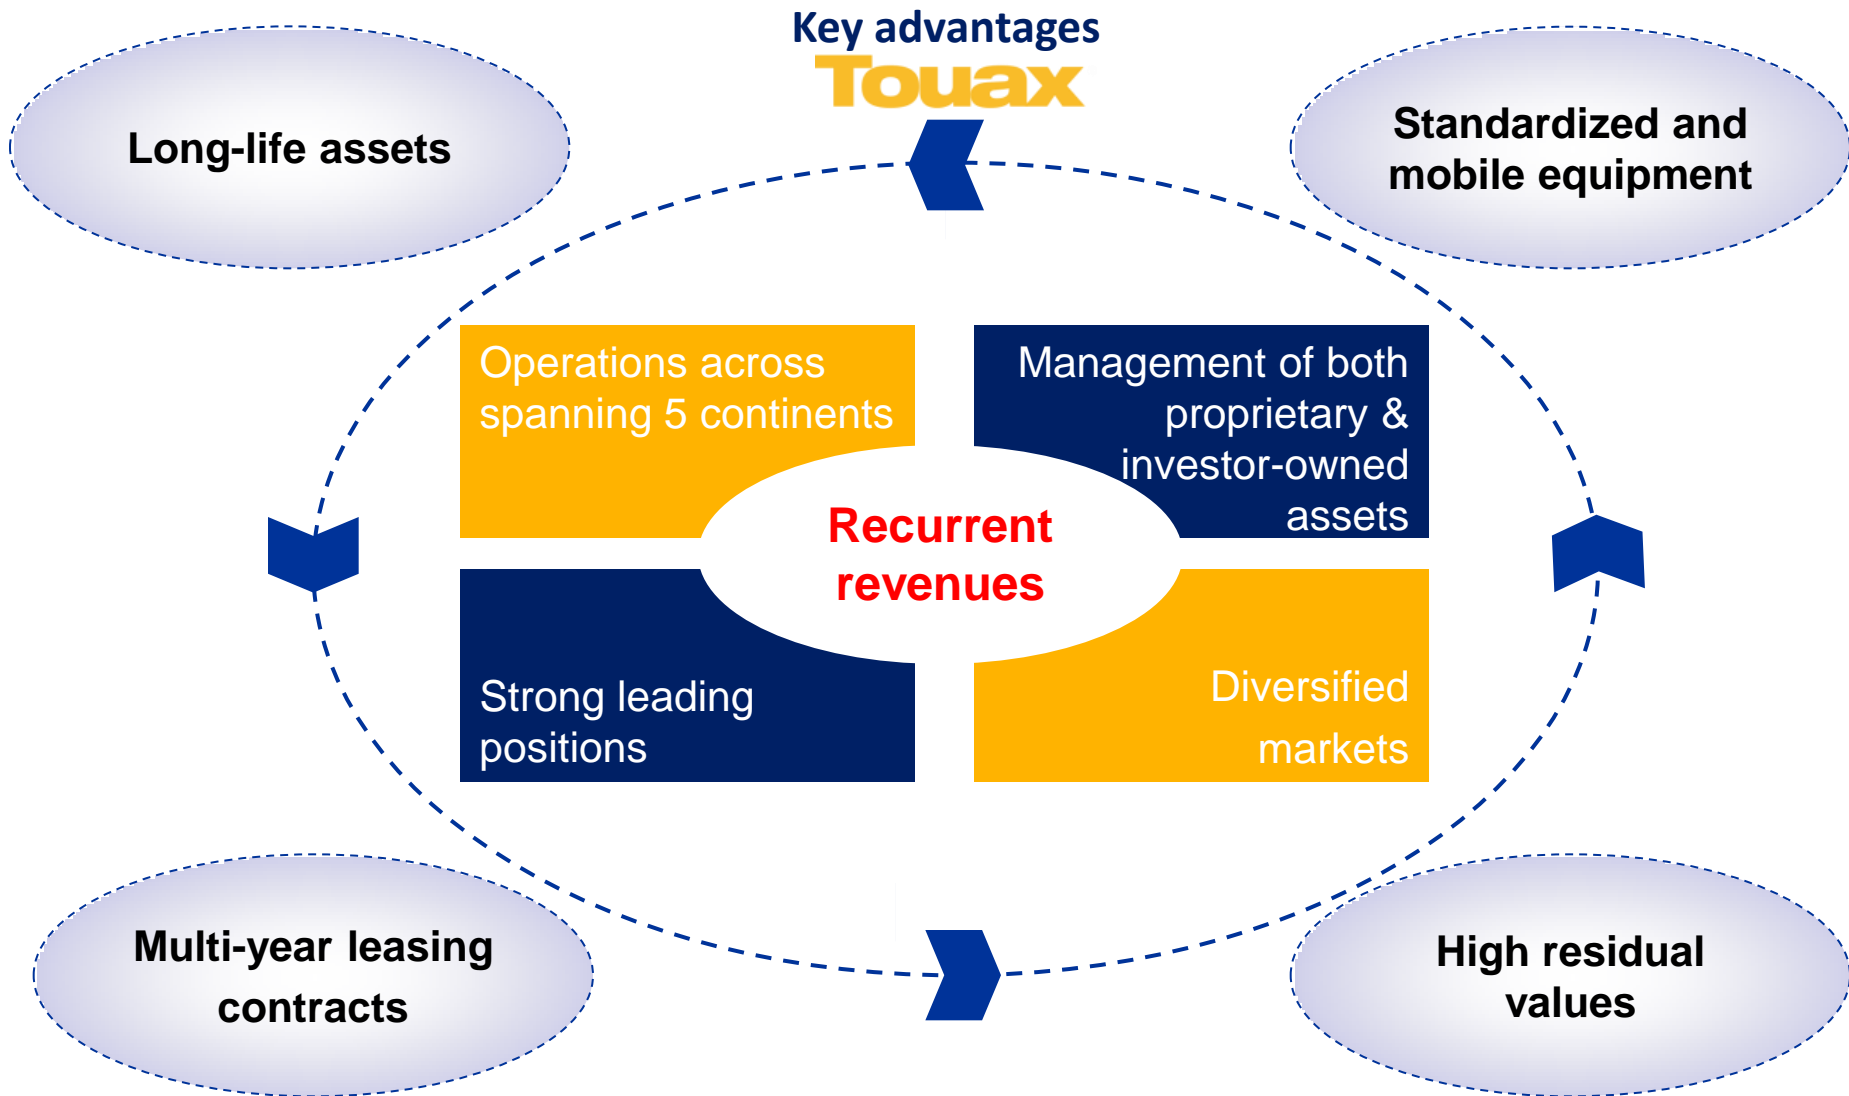 Key advantages
Touax
Long-life assets
Standardized and
mobile equipment
Operations across
spanning 5 continents
Management of both
proprietary &
investor-owned
assets
Recurrent
revenues
Strong leading
positions
Diversified
markets
Multi-year leasing
contracts
High residual
values